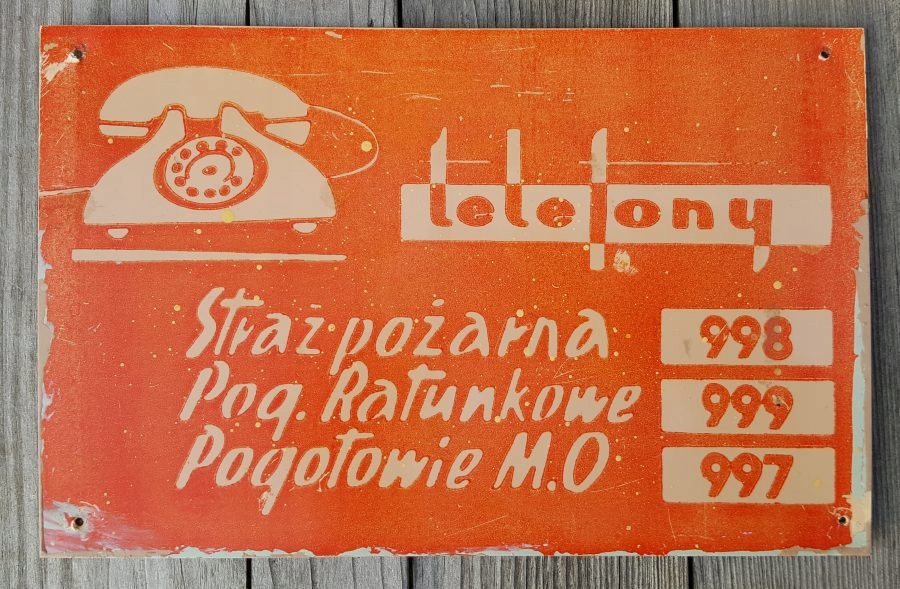 telefony
Straż pożarna 998
Pog. Ratunkowe 999
Pogotowie M.O 997